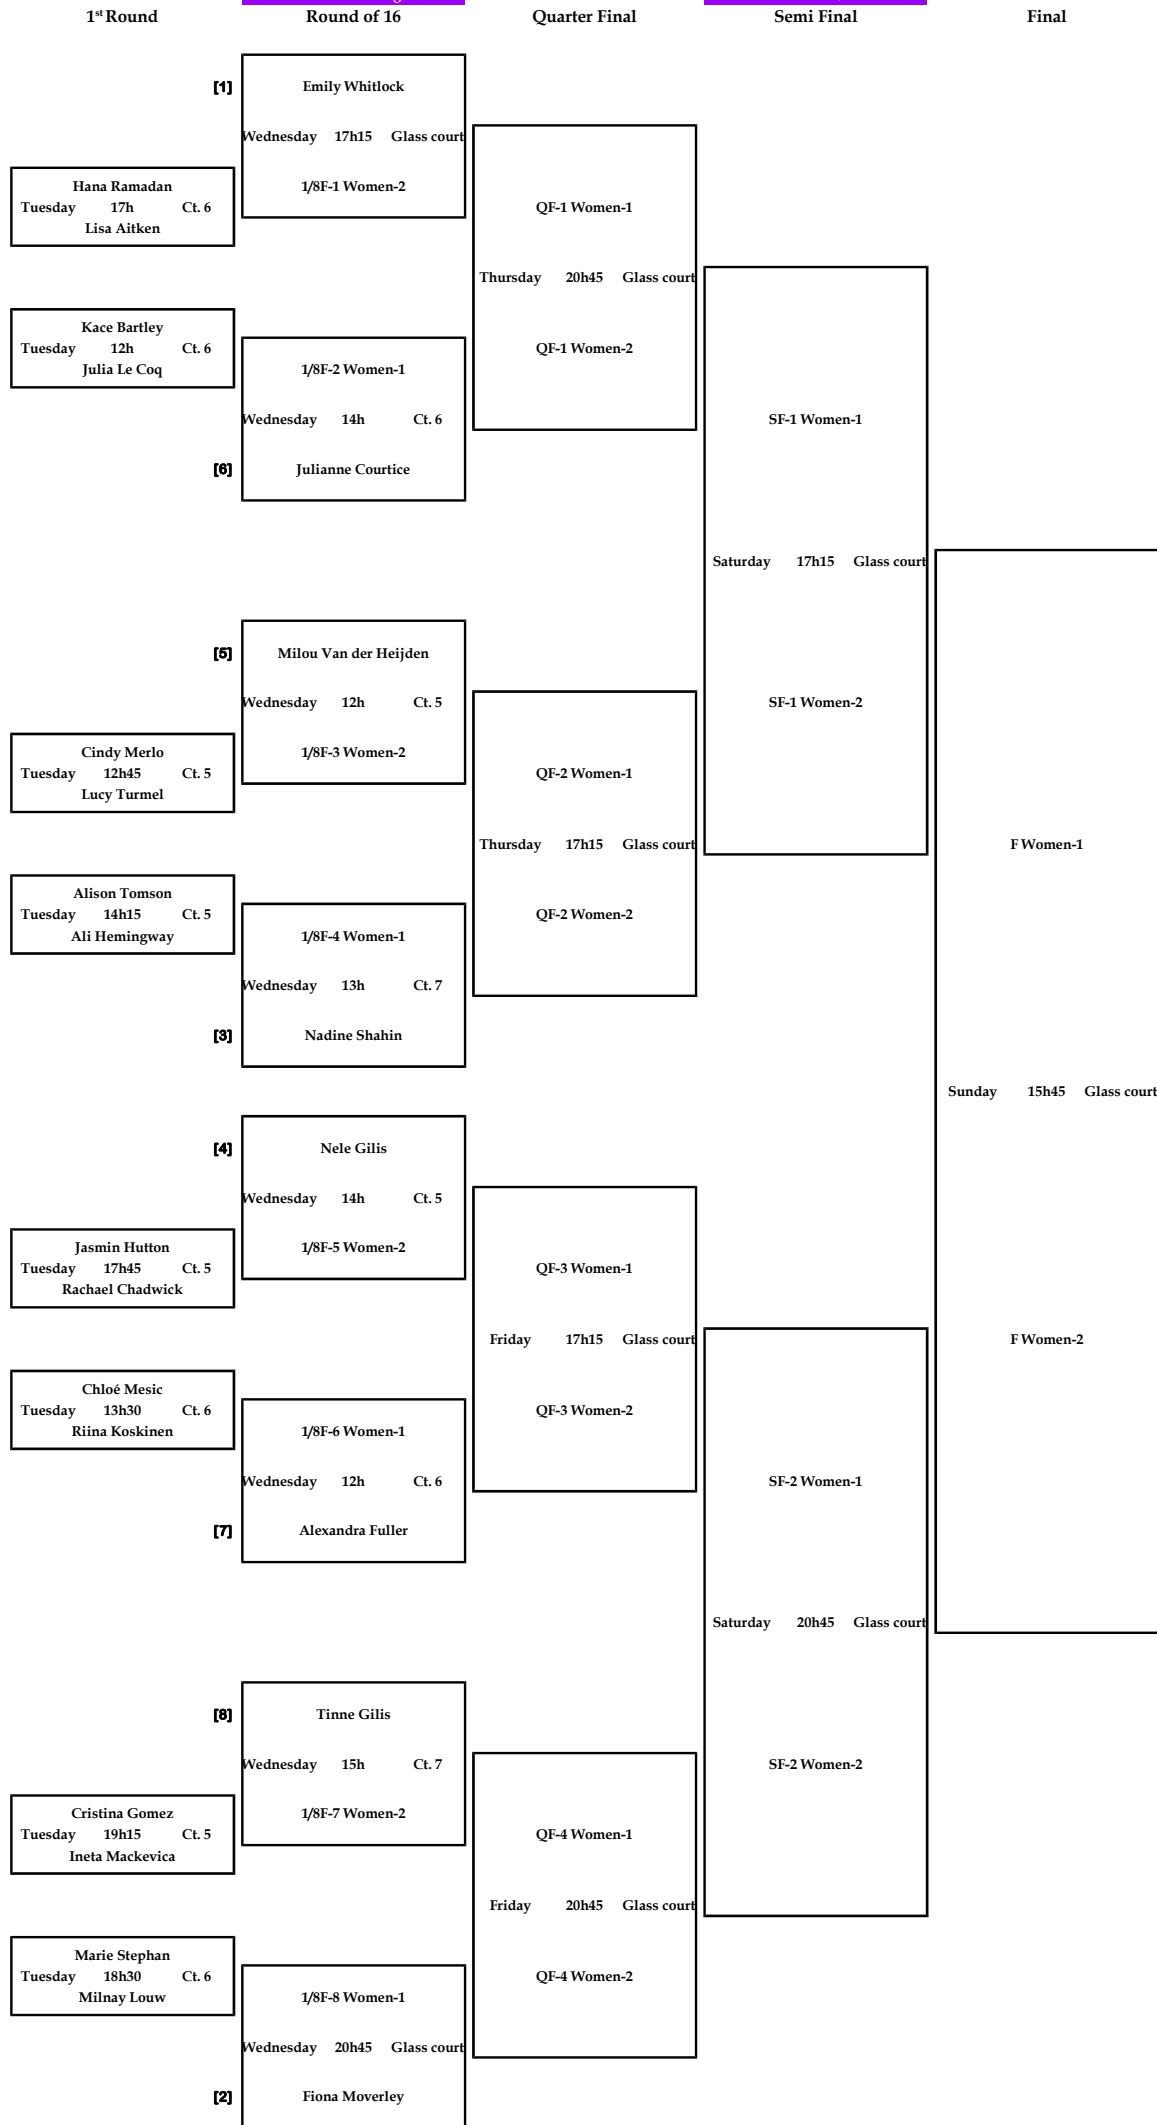 1st Round Round of 16 Quarter Final Semi Final Final
[1] Emily Whitlock
Wednesday 17h15 Glass court
Hana Ramadan 1/8F-1 Women-2
Tuesday 17h Ct. 6 QF-1 Women-1
Lisa Aitken
Thursday 20h45 Glass court
Kace Bartley
Tuesday 12h Ct. 6 QF-1 Women-2
Julia Le Coq 1/8F-2 Women-1
Wednesday 14h Ct. 6 SF-1 Women-1
[6] Julianne Courtice
Saturday 17h15 Glass court
[5] Milou Van der Heijden
Wednesday 12h Ct. 5 SF-1 Women-2
Cindy Merlo 1/8F-3 Women-2
Tuesday 12h45 Ct. 5 QF-2 Women-1
Lucy Turmel
Thursday 17h15 Glass court F Women-1
Alison Tomson
Tuesday 14h15 Ct. 5 QF-2 Women-2
Ali Hemingway 1/8F-4 Women-1
Wednesday 13h Ct. 7
[3] Nadine Shahin
Sunday 15h45 Glass court
[4] Nele Gilis
Wednesday 14h Ct. 5
Jasmin Hutton 1/8F-5 Women-2
Tuesday 17h45 Ct. 5 QF-3 Women-1
Rachael Chadwick
Friday 17h15 Glass court F Women-2
Chloé Mesic
Tuesday 13h30 Ct. 6 QF-3 Women-2
Riina Koskinen 1/8F-6 Women-1
Wednesday 12h Ct. 6 SF-2 Women-1
[7] Alexandra Fuller
Saturday 20h45 Glass court
[8] Tinne Gilis
Wednesday 15h Ct. 7 SF-2 Women-2
Cristina Gomez 1/8F-7 Women-2
Tuesday 19h15 Ct. 5 QF-4 Women-1
Ineta Mackevica
Friday 20h45 Glass court
Marie Stephan
Tuesday 18h30 Ct. 6 QF-4 Women-2
Milnay Louw 1/8F-8 Women-1
Wednesday 20h45 Glass court
[2] Fiona Moverley